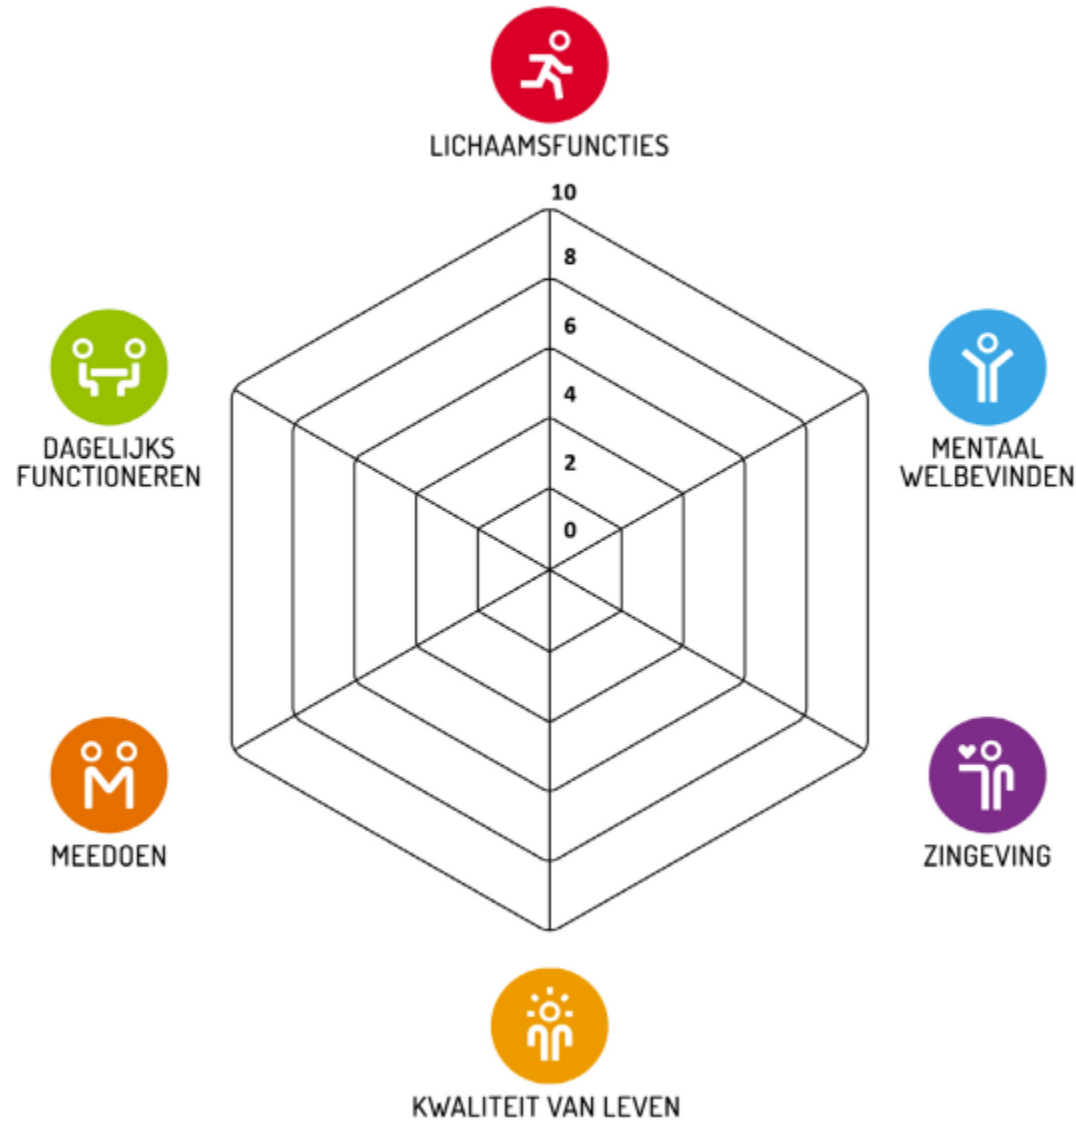 LICHAAMSFUNCTIES
10
8
6
4
2
0
DAGELIJKS
FUNCTIONEREN
MENTAAL
WELBEVINDEN
MEEDOEN
ZINGEVING
KWALITEIT VAN LEVEN